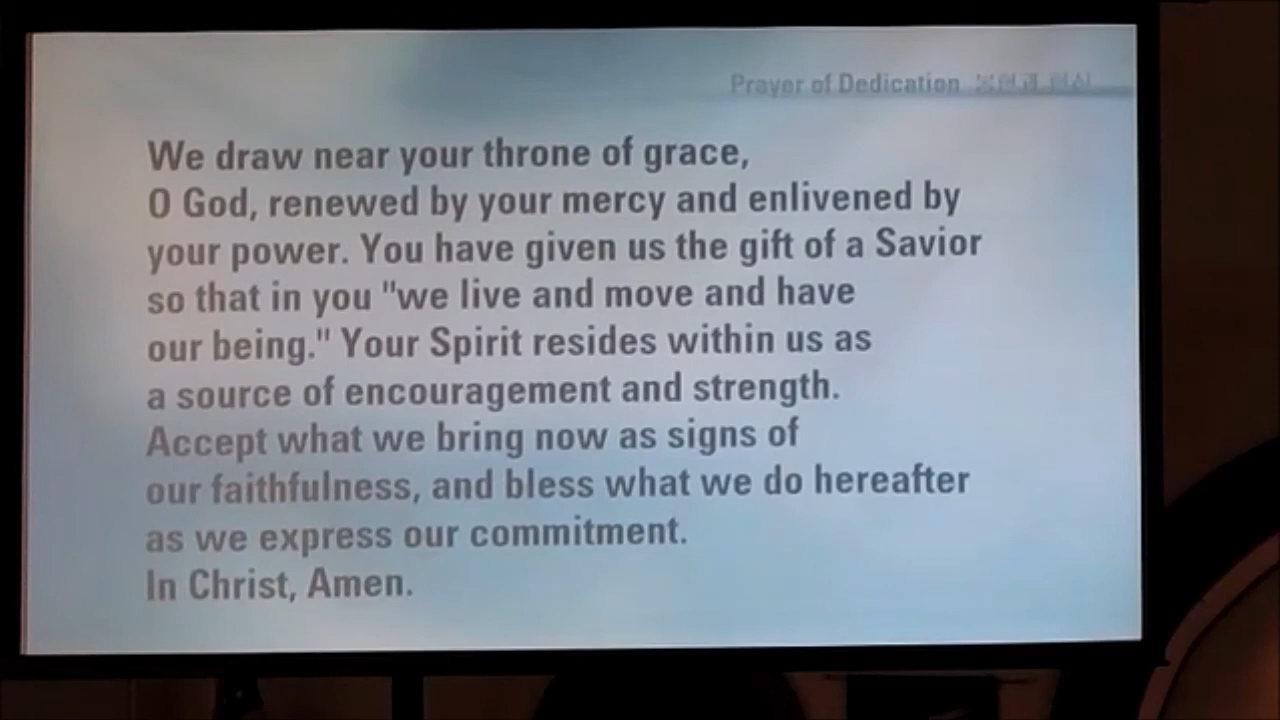 Prayer of Dedication
We draw near your throne of grace,
O God, renewed by your mercy and enlivened by
your power. You have given us the gift of a Savior
so that in you "we live and move and have
our being." Your Spirit resides within us as
a source of encouragement and strength.
Accept what we bring now as signs of
our faithfulness, and bless what we do hereafter
as we express our commitment.
In Christ, Amen.